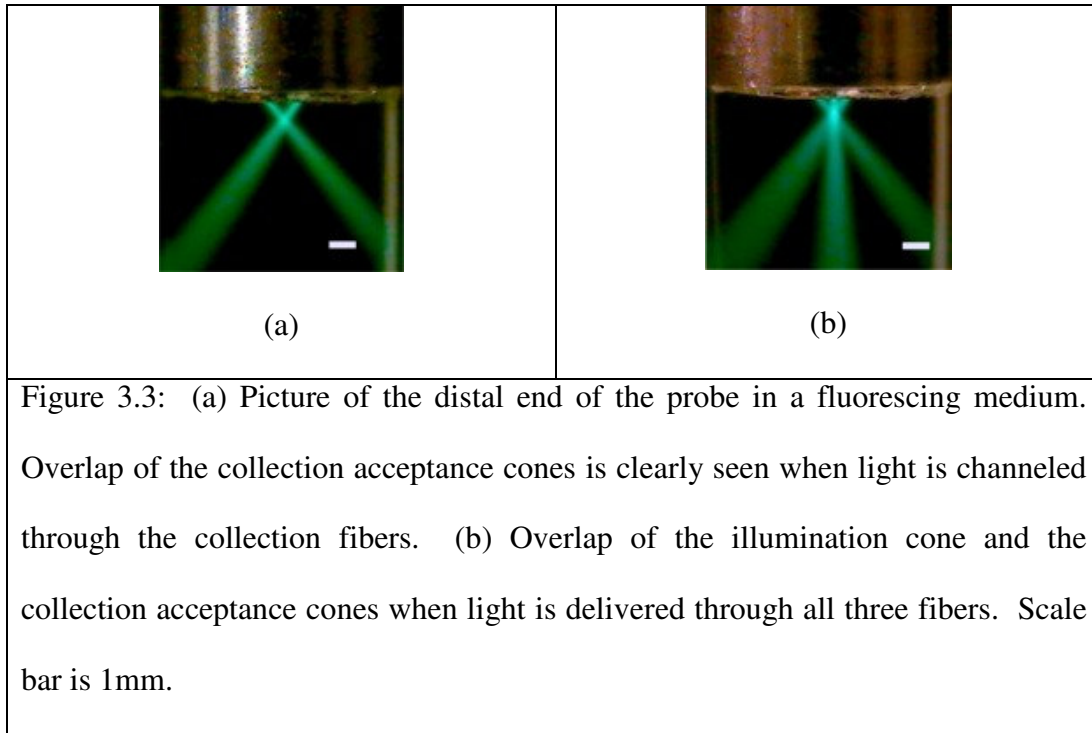 (a)
(b)
Figure 3.3: (a) Picture of the distal end of the probe in a fluorescing medium.
Overlap of the collection acceptance cones is clearly seen when light is channeled
through the collection fibers. (b) Overlap of the illumination cone and the
collection acceptance cones when light is delivered through all three fibers. Scale
bar is 1mm.